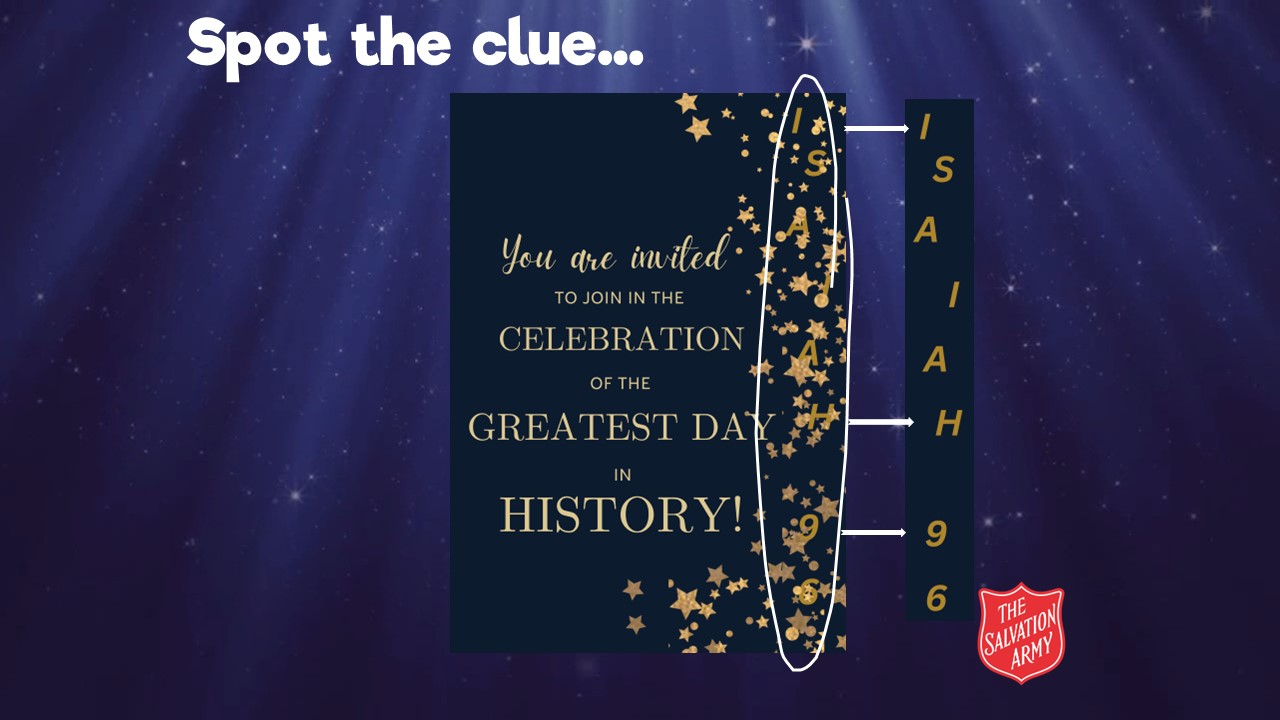 Spot the clue...
You are invited
TO JOIN IN THE
CELEBRATION
OF THE
GREATEST DAY
IN
HISTORY!
I
S
A
I
A
H
9
6
I
S
A
I
A
H
9
6
THE
SALVATION
ARMY